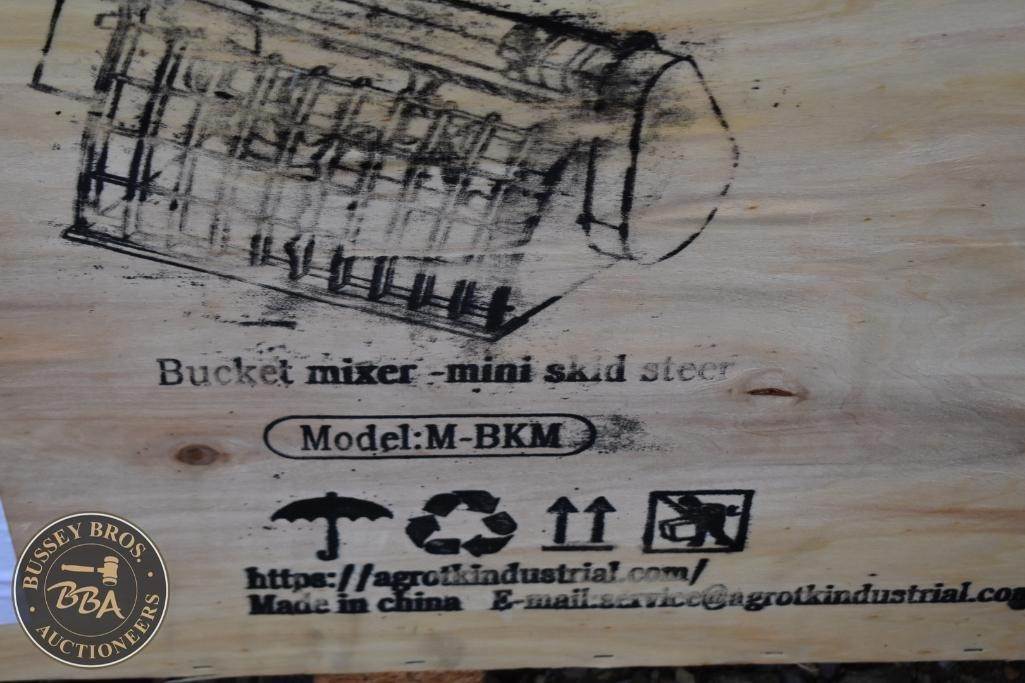 Bucket mixer -mini skid steer
Model:M-BKM
https://agrotkindustrial.com/
Made in china E-mail:service@agrotkindustrial.com
BUSSEY BROS.
BBA
AUCTIONEERS